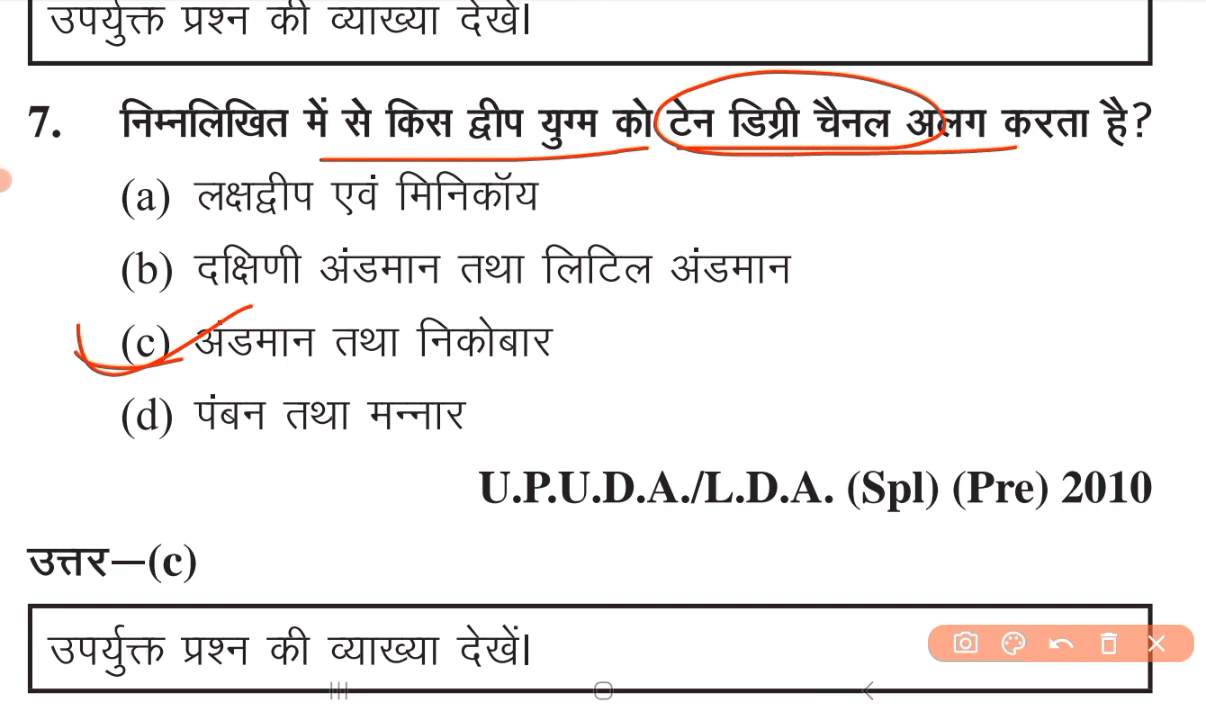 उपर्युक्त प्रश्न की व्याख्या देखें।
7. निम्नलिखित में से किस द्वीप युग्म को टेन डिग्री चैनल अलग करता है?
(a) लक्षद्वीप एवं मिनिकॉय
(b) दक्षिणी अंडमान तथा लिटिल अंडमान
(c) अंडमान तथा निकोबार
(d) पंबन तथा मन्नार
U.P.U.D.A./L.D.A. (Spl) (Pre) 2010
उत्तर—(c)
उपर्युक्त प्रश्न की व्याख्या देखें।